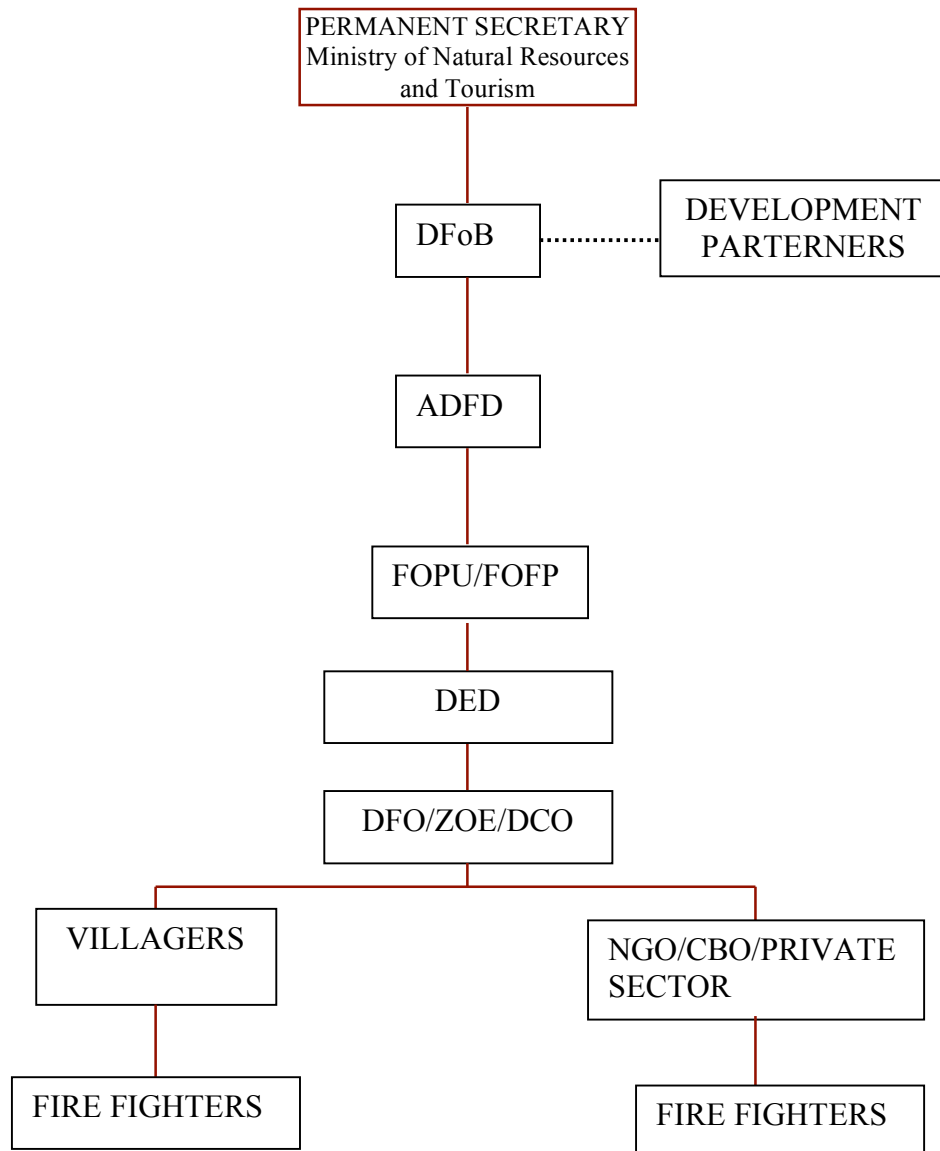 PERMANENT SECRETARY
Ministry of Natural Resources
and Tourism
DFoB
DEVELOPMENT
PARTERNERS
ADFD
FOPU/FOFP
DED
DFO/ZOE/DCO
VILLAGERS
NGO/CBO/PRIVATE
SECTOR
FIRE FIGHTERS
FIRE FIGHTERS